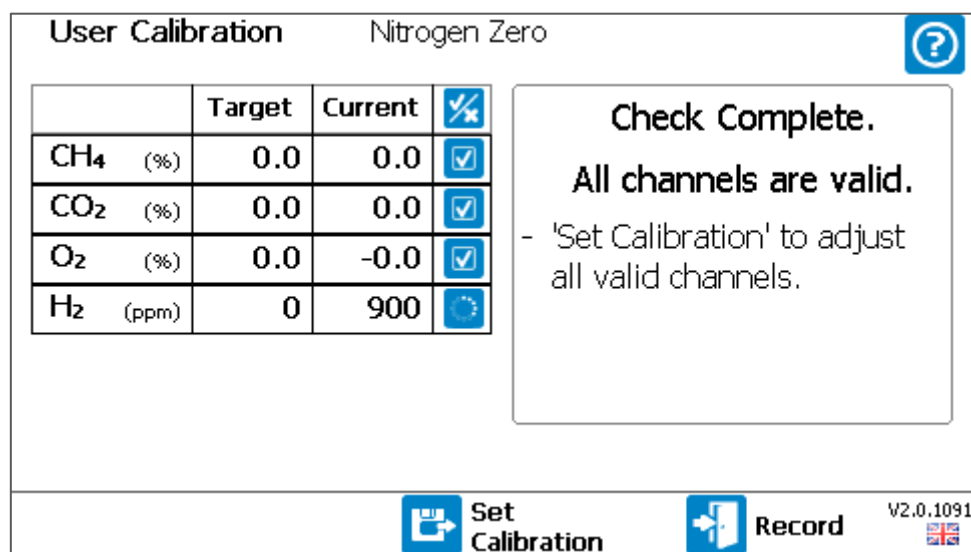 User Calibration Nitrogen Zero
?
Target Current
CH₄ (%) 0.0 0.0
CO₂ (%) 0.0 0.0
O₂ (%) 0.0 -0.0
H₂ (ppm) 0 900
Check Complete.
All channels are valid.
- 'Set Calibration' to adjust
all valid channels.
Set
Calibration
Record
V2.0.1091